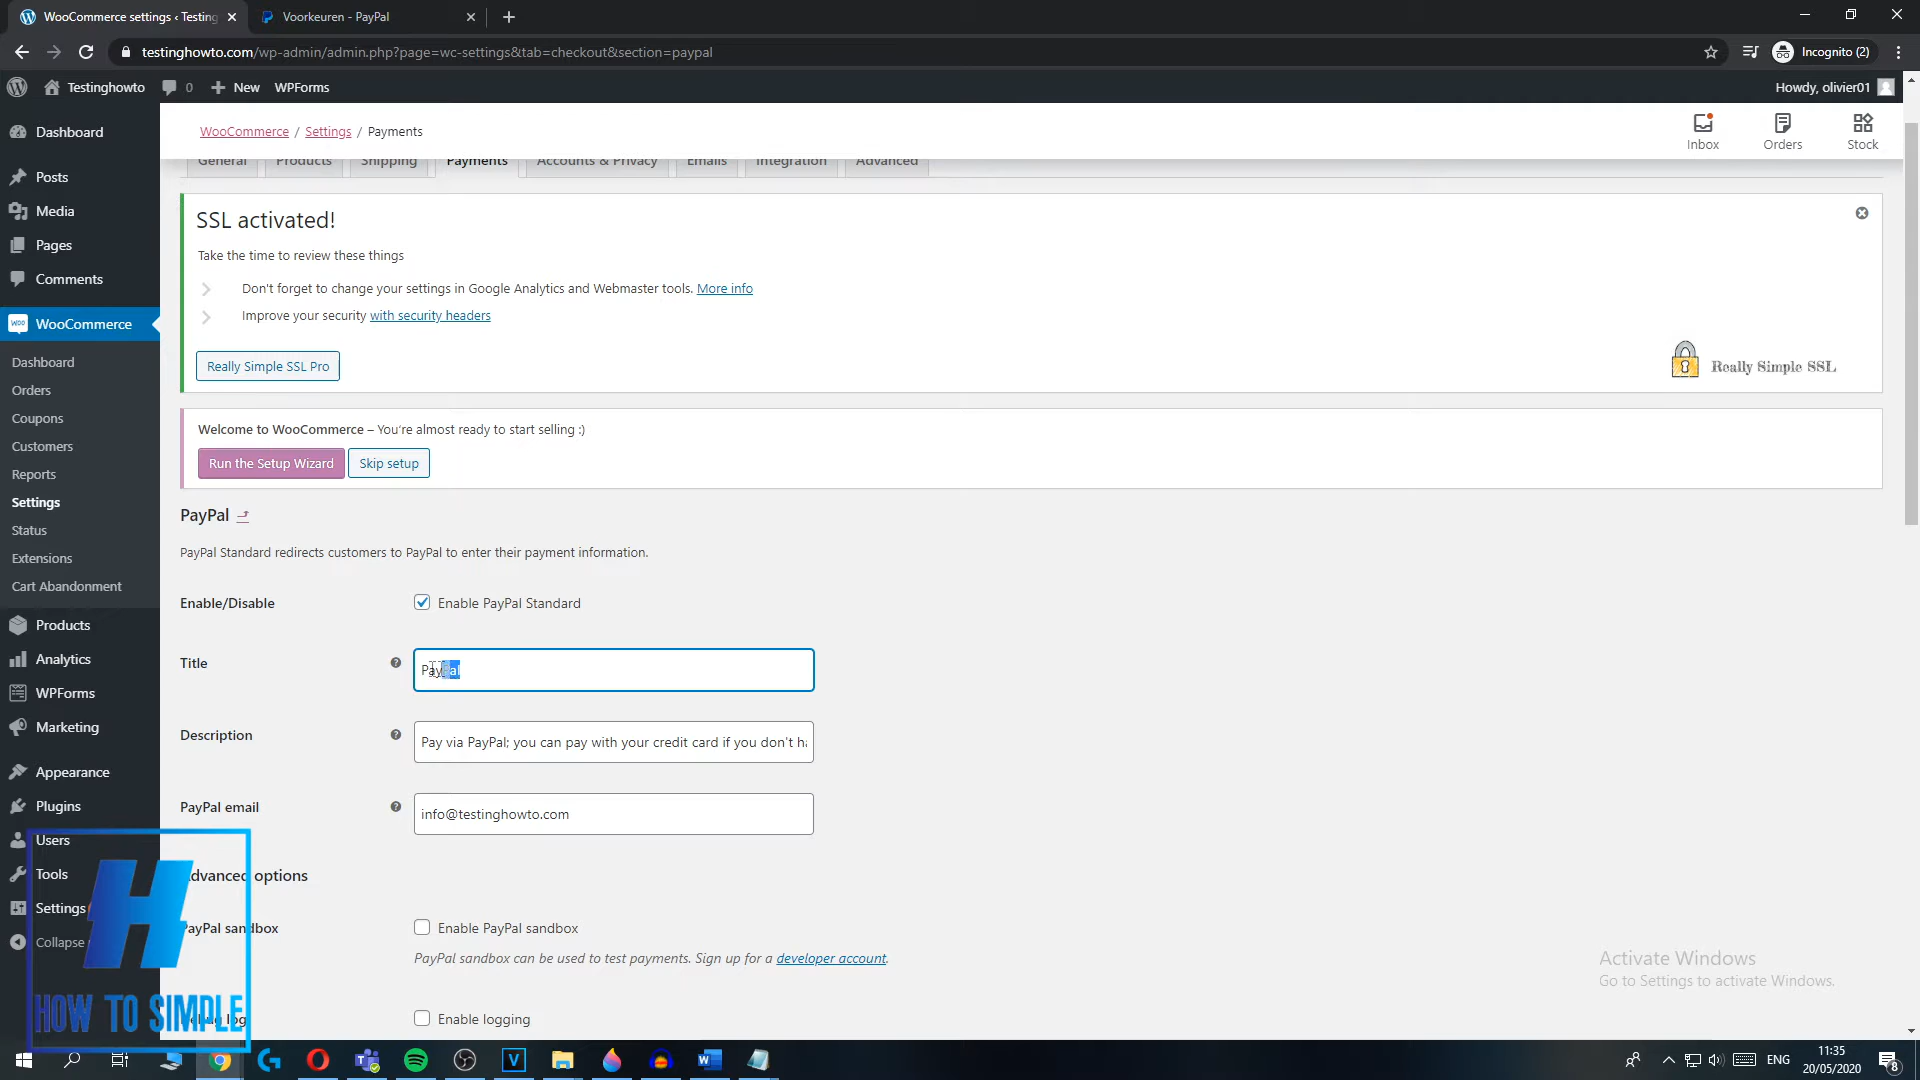 WooCommerce settings ‹ Testing
Voorkeuren - PayPal
testinghowto.com/wp-admin/admin.php?page=wc-settings&tab=checkout&section=paypal
Incognito (2)
Testinghowto
0
New
WPForms
Howdy, olivier01
Dashboard
Posts
Media
Pages
Comments
WooCommerce
Dashboard
Orders
Coupons
Customers
Reports
Settings
Status
Extensions
Cart Abandonment
Products
Analytics
WPForms
Marketing
Appearance
Plugins
Users
Tools
Settings
Collapse
WooCommerce / Settings / Payments
Inbox
Orders
Stock
General
Products
Shipping
Payments
Accounts & Privacy
Emails
Integration
Advanced
SSL activated!
Take the time to review these things
Don't forget to change your settings in Google Analytics and Webmaster tools. More info
Improve your security with security headers
Really Simple SSL Pro
Really Simple SSL
Welcome to WooCommerce – You're almost ready to start selling :)
Run the Setup Wizard
Skip setup
PayPal
PayPal Standard redirects customers to PayPal to enter their payment information.
Enable/Disable
Enable PayPal Standard
Title
PayPal
Description
Pay via PayPal; you can pay with your credit card if you don't ha
PayPal email
info@testinghowto.com
Advanced options
PayPal sandbox
Enable PayPal sandbox
PayPal sandbox can be used to test payments. Sign up for a developer account.
Enable logging
HOW TO SIMPLE
Activate Windows
Go to Settings to activate Windows.
ENG
11:35
20/05/2020
8